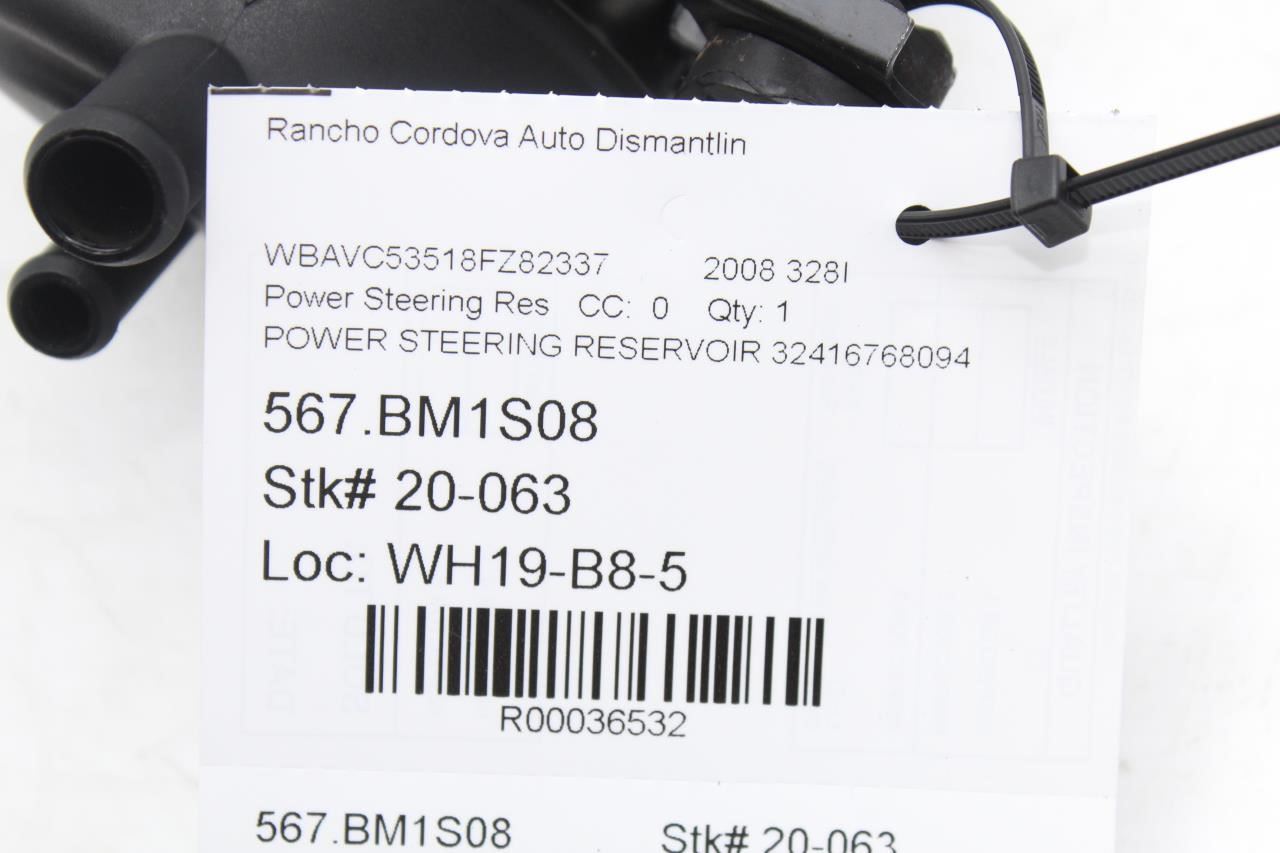 Rancho Cordova Auto Dismantlin
WBAVC53518FZ82337 2008 328I
Power Steering Res CC: 0 Qty: 1
POWER STEERING RESERVOIR 32416768094
567.BM1S08
Stk# 20-063
Loc: WH19-B8-5
R00036532
567.BM1S08 Stk# 20-063